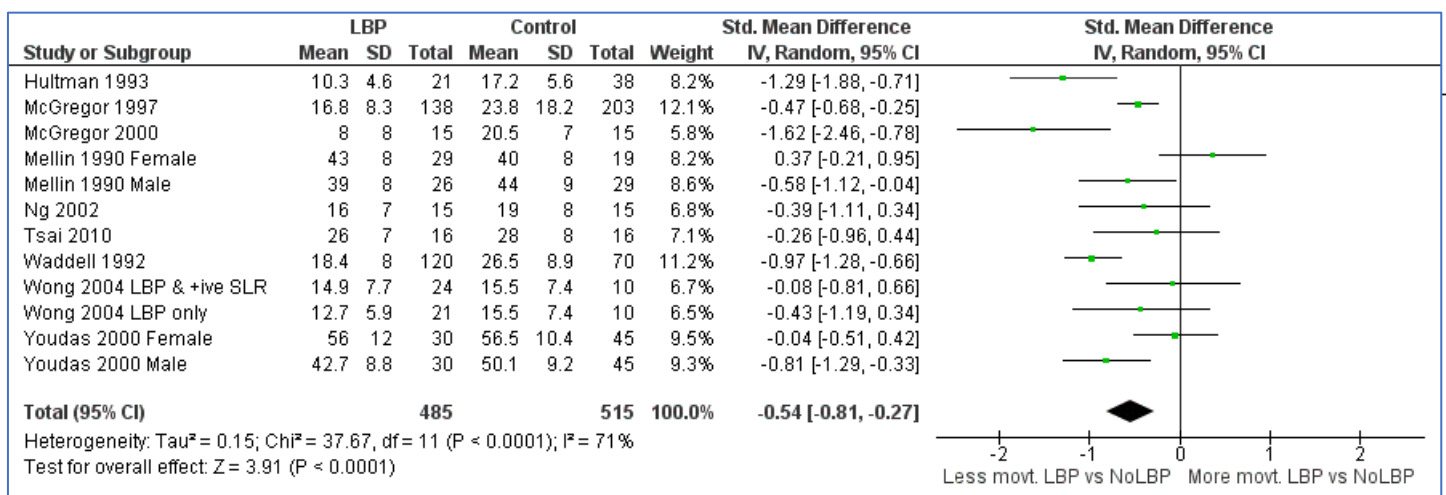 LBP Control Std. Mean Difference Std. Mean Difference
Study or Subgroup Mean SD Total Mean SD Total Weight IV, Random, 95% CI IV, Random, 95% CI
Hultman 1993 10.3 4.6 21 17.2 5.6 38 8.2% -1.29 [-1.88, -0.71]
McGregor 1997 16.8 8.3 138 23.8 18.2 203 12.1% -0.47 [-0.68, -0.25]
McGregor 2000 8 8 15 20.5 7 15 5.8% -1.62 [-2.46, -0.78]
Mellin 1990 Female 43 8 29 40 8 19 8.2% 0.37 [-0.21, 0.95]
Mellin 1990 Male 39 8 26 44 9 29 8.6% -0.58 [-1.12, -0.04]
Ng 2002 16 7 15 19 8 15 6.8% -0.39 [-1.11, 0.34]
Tsai 2010 26 7 16 28 8 16 7.1% -0.26 [-0.96, 0.44]
Waddell 1992 18.4 8 120 26.5 8.9 70 11.2% -0.97 [-1.28, -0.66]
Wong 2004 LBP & +ive SLR 14.9 7.7 24 15.5 7.4 10 6.7% -0.08 [-0.81, 0.66]
Wong 2004 LBP only 12.7 5.9 21 15.5 7.4 10 6.5% -0.43 [-1.19, 0.34]
Youdas 2000 Female 56 12 30 56.5 10.4 45 9.5% -0.04 [-0.51, 0.42]
Youdas 2000 Male 42.7 8.8 30 50.1 9.2 45 9.3% -0.81 [-1.29, -0.33]
Total (95% CI) 485 515 100.0% -0.54 [-0.81, -0.27]
Heterogeneity: Tau² = 0.15; Chi² = 37.67, df = 11 (P < 0.0001); I² = 71%
Test for overall effect: Z = 3.91 (P < 0.0001)
-2 -1 0 1 2
Less movt. LBP vs NoLBP More movt. LBP vs NoLBP